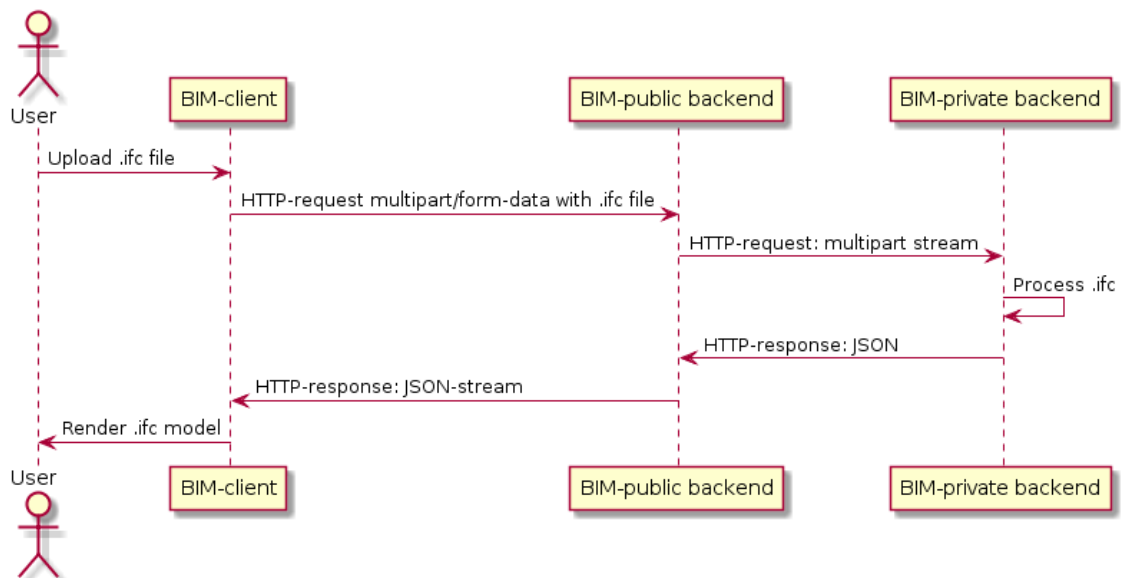 User
BIM-client
BIM-public backend
BIM-private backend
Upload .ifc file
HTTP-request multipart/form-data with .ifc file
HTTP-request: multipart stream
Process .ifc
HTTP-response: JSON
HTTP-response: JSON-stream
Render .ifc model
User
BIM-client
BIM-public backend
BIM-private backend